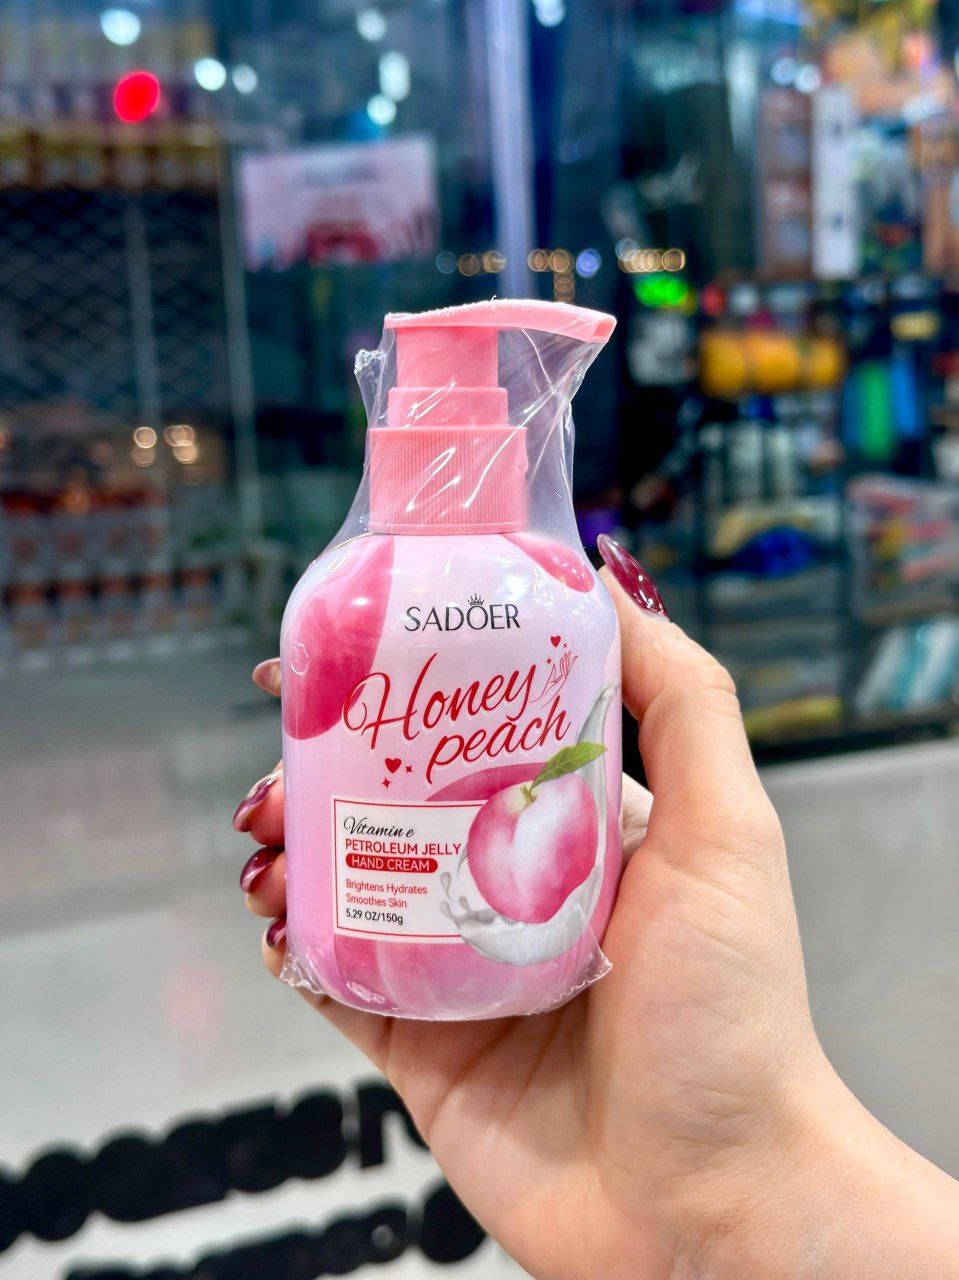 SADOER
Honey
peach
Vitamin e
PETROLEUM JELLY
HAND CREAM
Brightens Hydrates
Smoothes Skin
5.29 OZ/150g